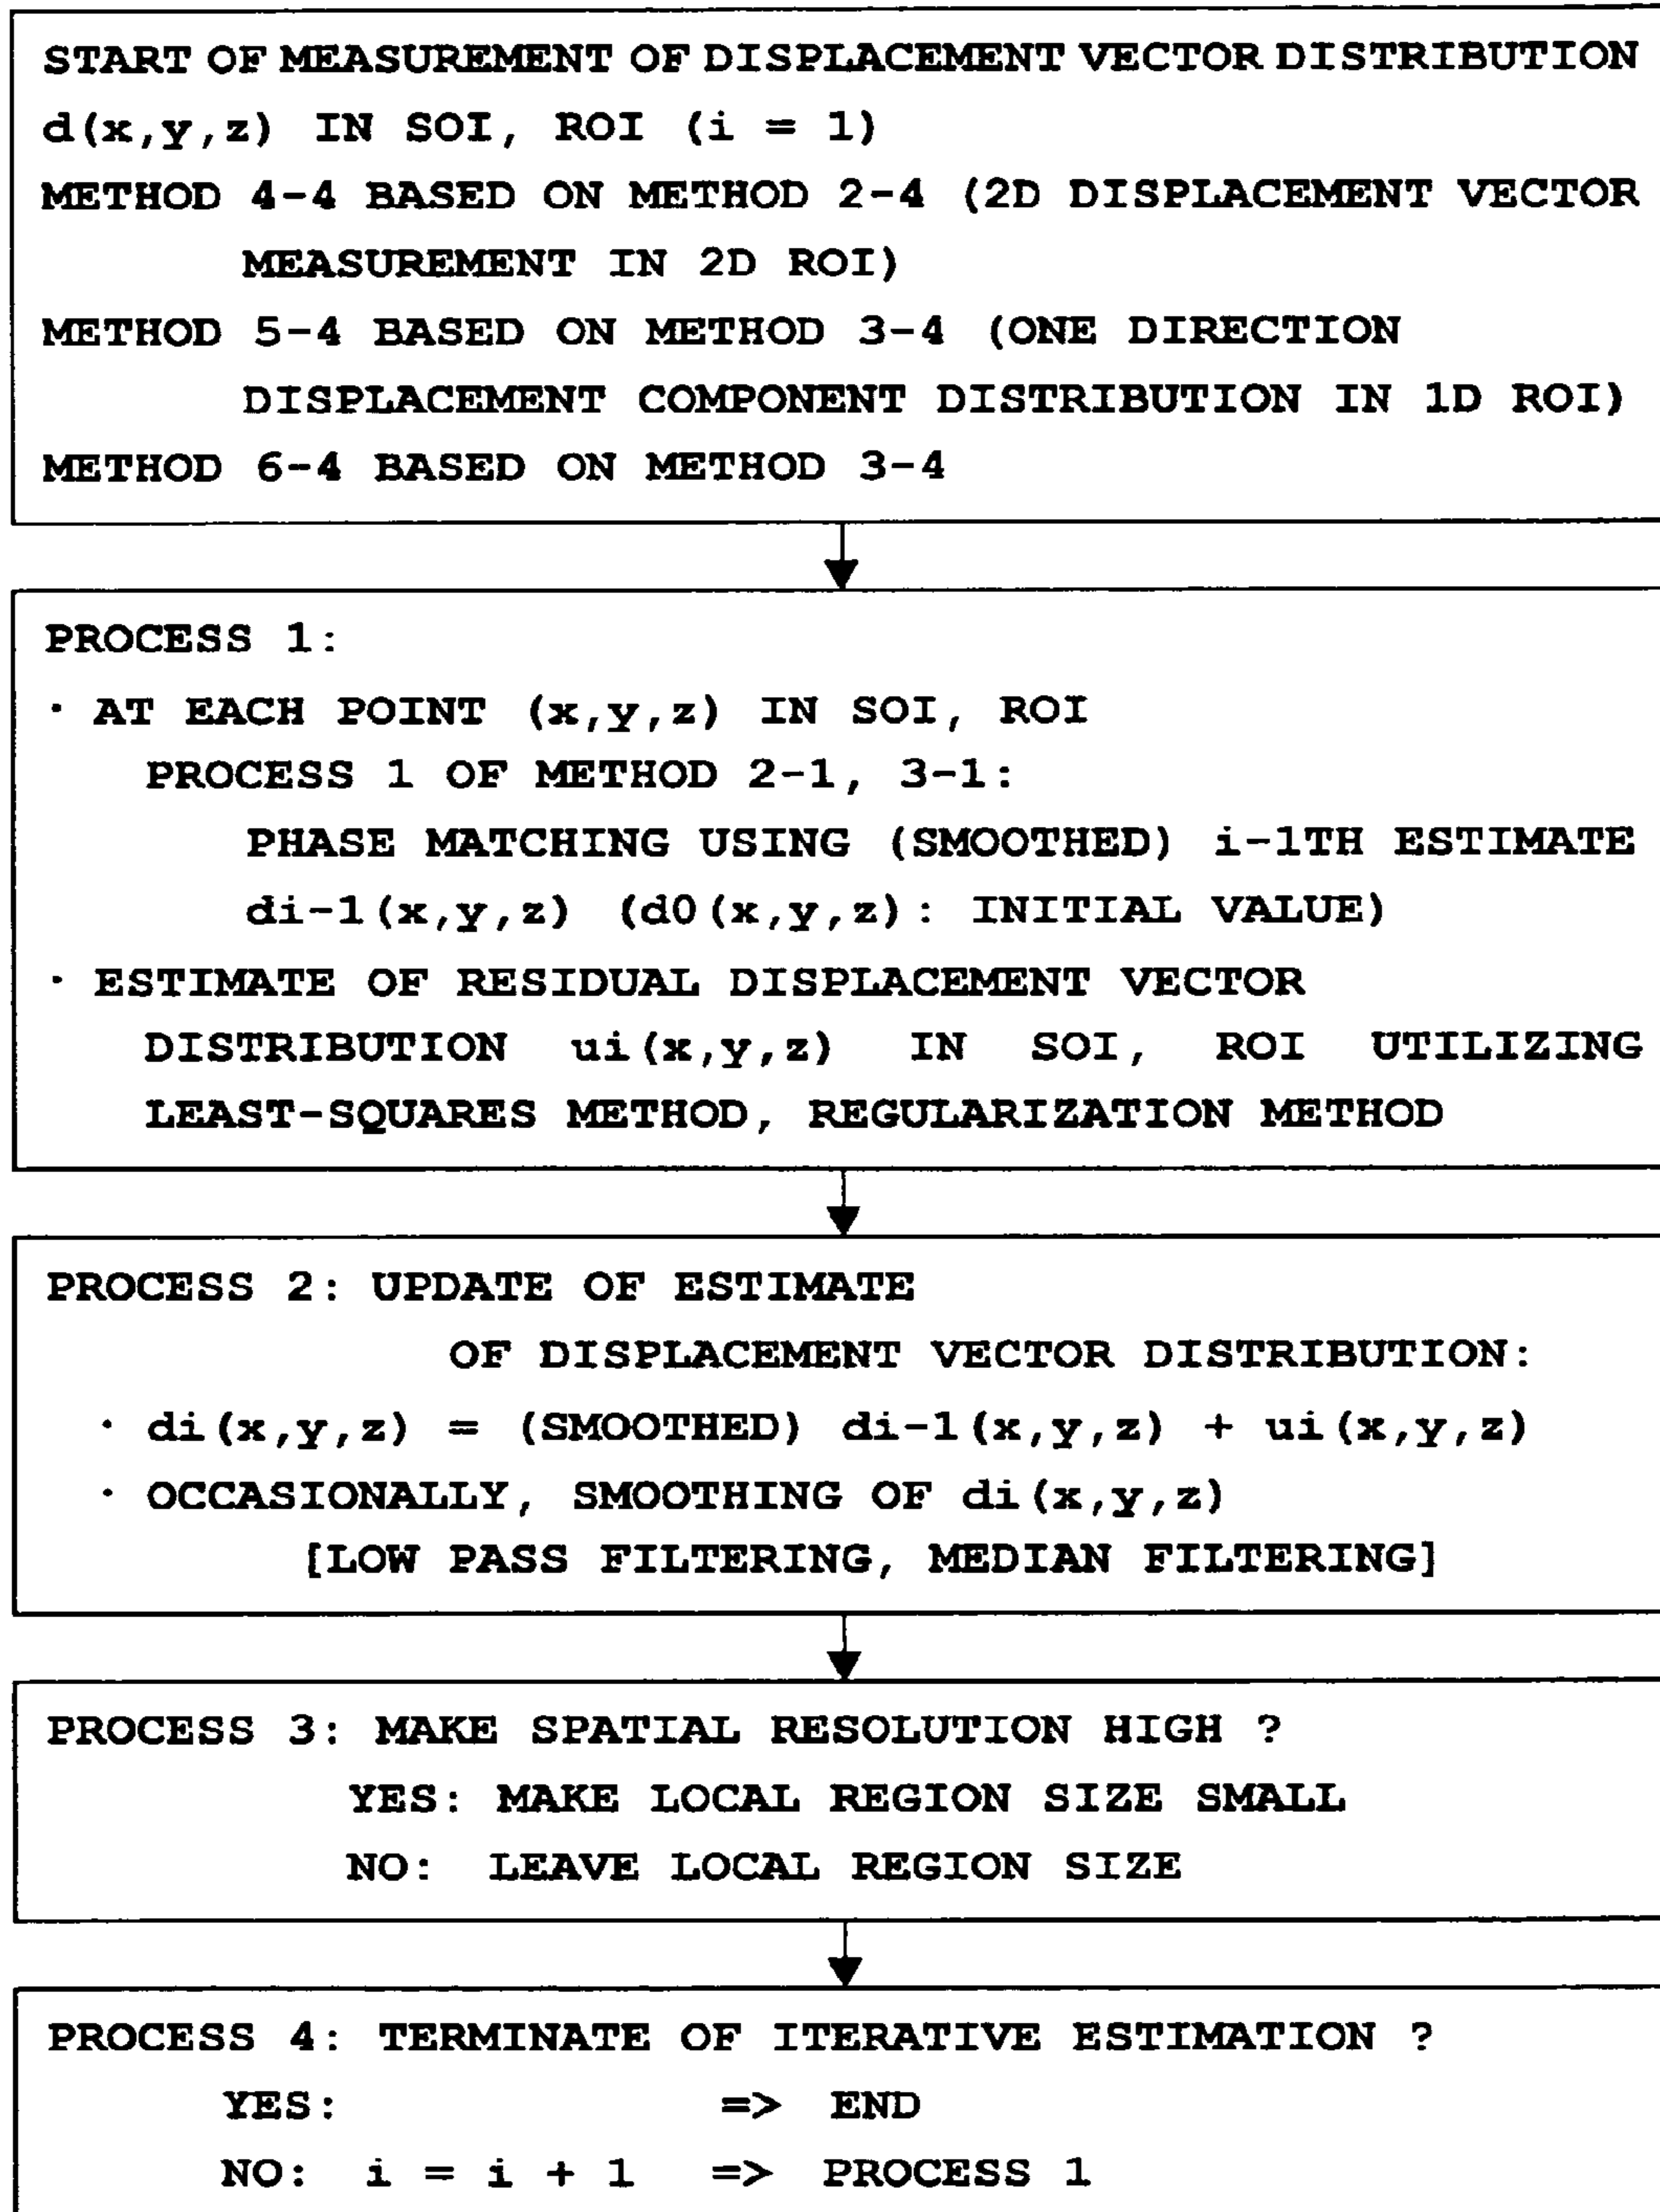 START OF MEASUREMENT OF DISPLACEMENT VECTOR DISTRIBUTION
d(x,y,z) IN SOI, ROI (i = 1)
METHOD 4-4 BASED ON METHOD 2-4 (2D DISPLACEMENT VECTOR
MEASUREMENT IN 2D ROI)
METHOD 5-4 BASED ON METHOD 3-4 (ONE DIRECTION
DISPLACEMENT COMPONENT DISTRIBUTION IN 1D ROI)
METHOD 6-4 BASED ON METHOD 3-4
PROCESS 1:
· AT EACH POINT (x,y,z) IN SOI, ROI
PROCESS 1 OF METHOD 2-1, 3-1:
PHASE MATCHING USING (SMOOTHED) i-1TH ESTIMATE
di-1(x,y,z) (d0(x,y,z): INITIAL VALUE)
· ESTIMATE OF RESIDUAL DISPLACEMENT VECTOR
DISTRIBUTION ui(x,y,z) IN SOI, ROI UTILIZING
LEAST-SQUARES METHOD, REGULARIZATION METHOD
PROCESS 2: UPDATE OF ESTIMATE
OF DISPLACEMENT VECTOR DISTRIBUTION:
· di(x,y,z) = (SMOOTHED) di-1(x,y,z) + ui(x,y,z)
· OCCASIONALLY, SMOOTHING OF di(x,y,z)
[LOW PASS FILTERING, MEDIAN FILTERING]
PROCESS 3: MAKE SPATIAL RESOLUTION HIGH ?
YES: MAKE LOCAL REGION SIZE SMALL
NO: LEAVE LOCAL REGION SIZE
PROCESS 4: TERMINATE OF ITERATIVE ESTIMATION ?
YES: => END
NO: i = i + 1 => PROCESS 1